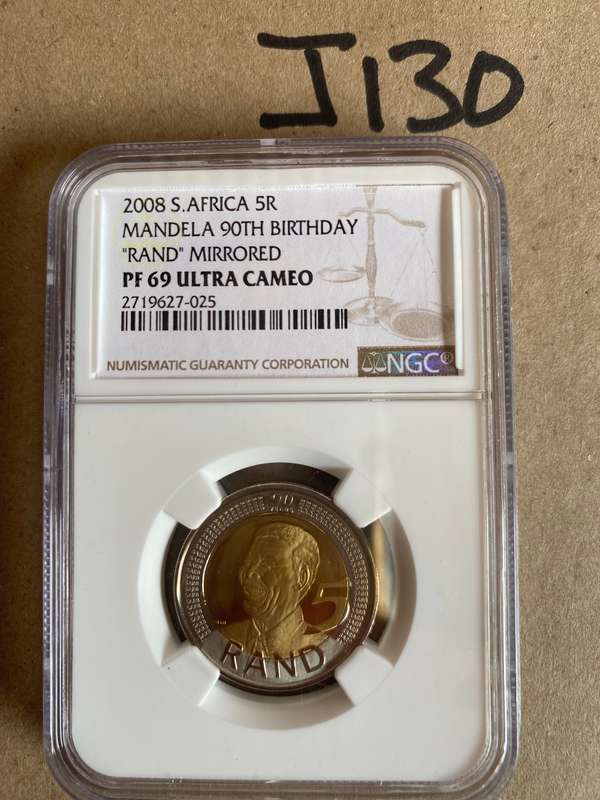 J130
2008 S.AFRICA 5R
MANDELA 90TH BIRTHDAY
"RAND" MIRRORED
PF 69 ULTRA CAMEO
2719627-025
NUMISMATIC GUARANTY CORPORATION
NGC®
90
5
RAND